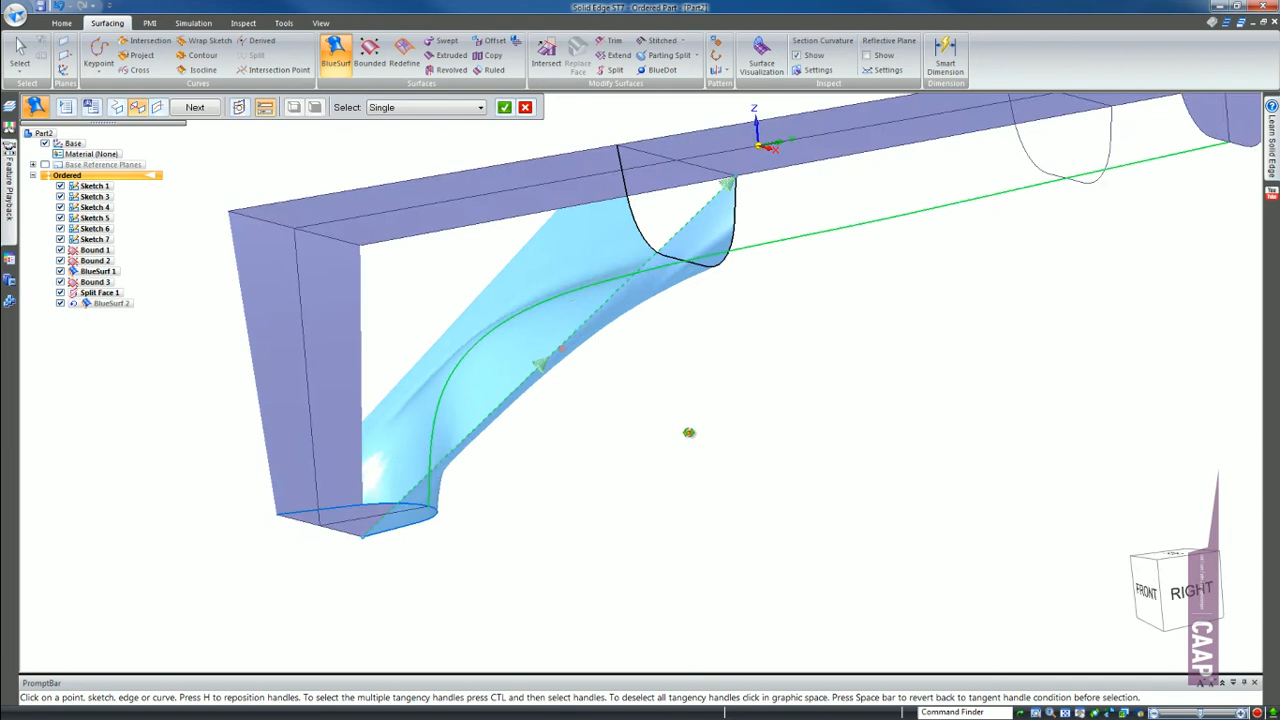 Solid Edge ST7 - Ordered Part - [Part2]
Home Surfacing PMI Simulation Inspect Tools View
Intersection Wrap Sketch Derived Swept Offset Trim Stitched Section Curvature Reflective Plane
Select Keypoint Project Contour Split BlueSurf Bounded Redefine Extruded Copy Intersect Replace Face Extend Parting Split Surface Visualization Show Show Smart Dimension
Cross Isocline Intersection Point Revolved Ruled Split BlueDot Settings Settings
Select Planes Curves Surfaces Modify Surfaces Pattern Inspect Dimension
Next Select: Single
Part2
Base
Material (None)
Base Reference Planes
Ordered
Sketch 1
Sketch 3
Sketch 4
Sketch 5
Sketch 6
Sketch 7
Bound 1
Bound 2
BlueSurf 1
Bound 3
Split Face 1
BlueSurf 2
Feature Playback
Learn Solid Edge
Z
X
FRONT RIGHT
CAAP
PromptBar
Click on a point, sketch, edge or curve. Press H to reposition handles. To select the multiple tangency handles press CTL and then select handles. To deselect all tangency handles click in graphic space. Press Space bar to revert back to tangent handle condition before selection.
Command Finder